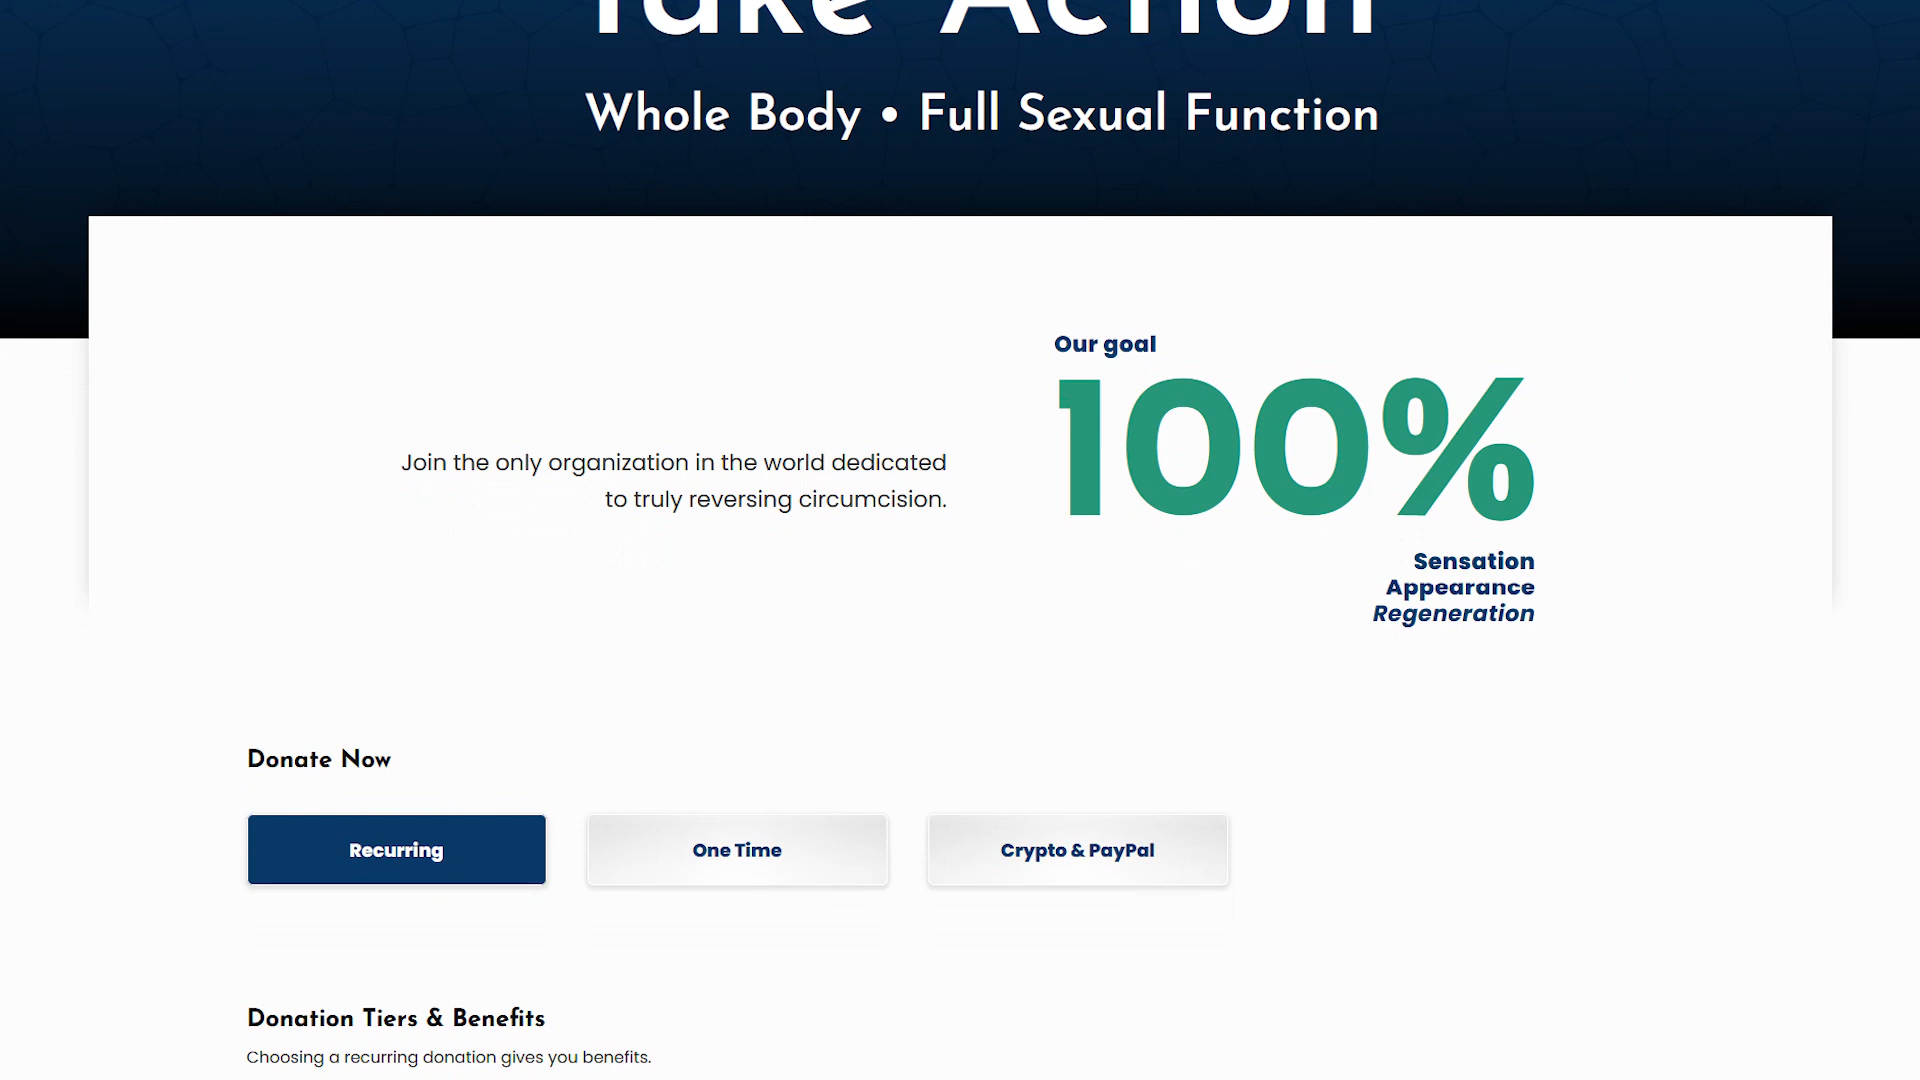 Take Action
Whole Body • Full Sexual Function
Our goal
100%
Join the only organization in the world dedicated
to truly reversing circumcision.
Sensation
Appearance
Regeneration
Donate Now
Recurring
One Time
Crypto & PayPal
Donation Tiers & Benefits
Choosing a recurring donation gives you benefits.